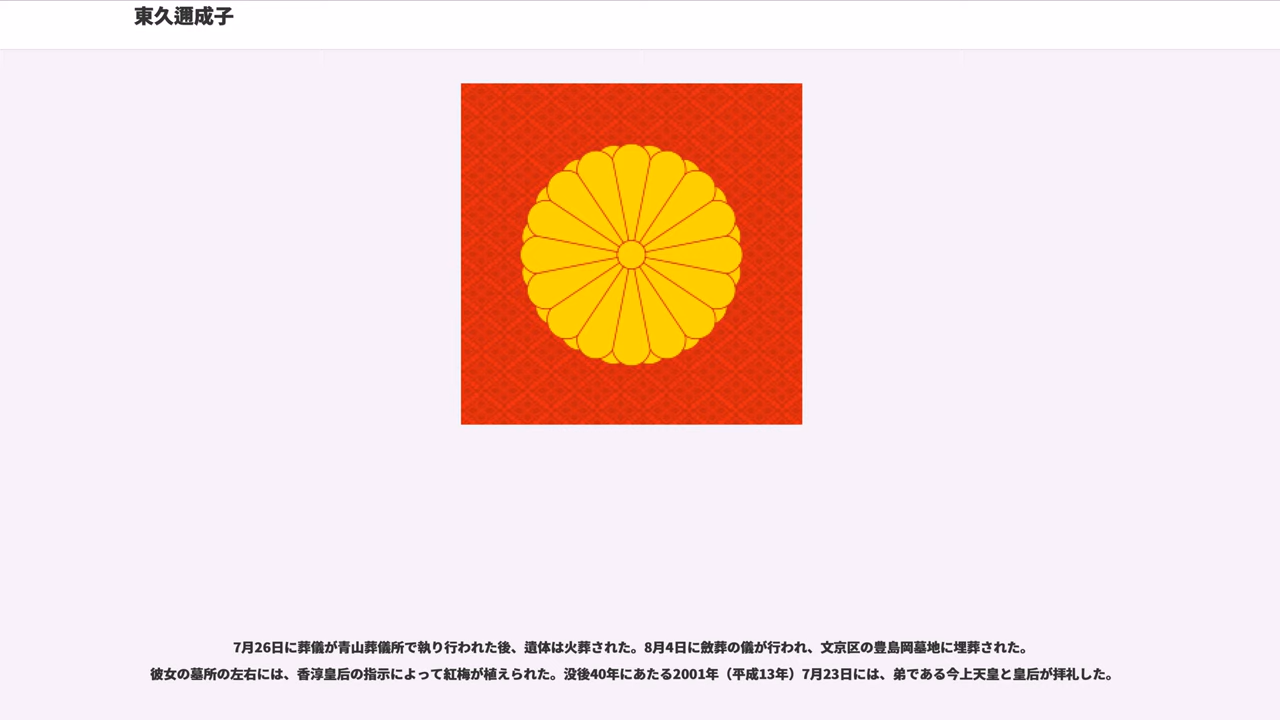 東久邇成子
7月26日に葬儀が青山葬儀所で執り行われた後、遺体は火葬された。8月4日に斂葬の儀が行われ、文京区の豊島岡墓地に埋葬された。
彼女の墓所の左右には、香淳皇后の指示によって紅梅が植えられた。没後40年にあたる2001年（平成13年）7月23日には、弟である今上天皇と皇后が拝礼した。